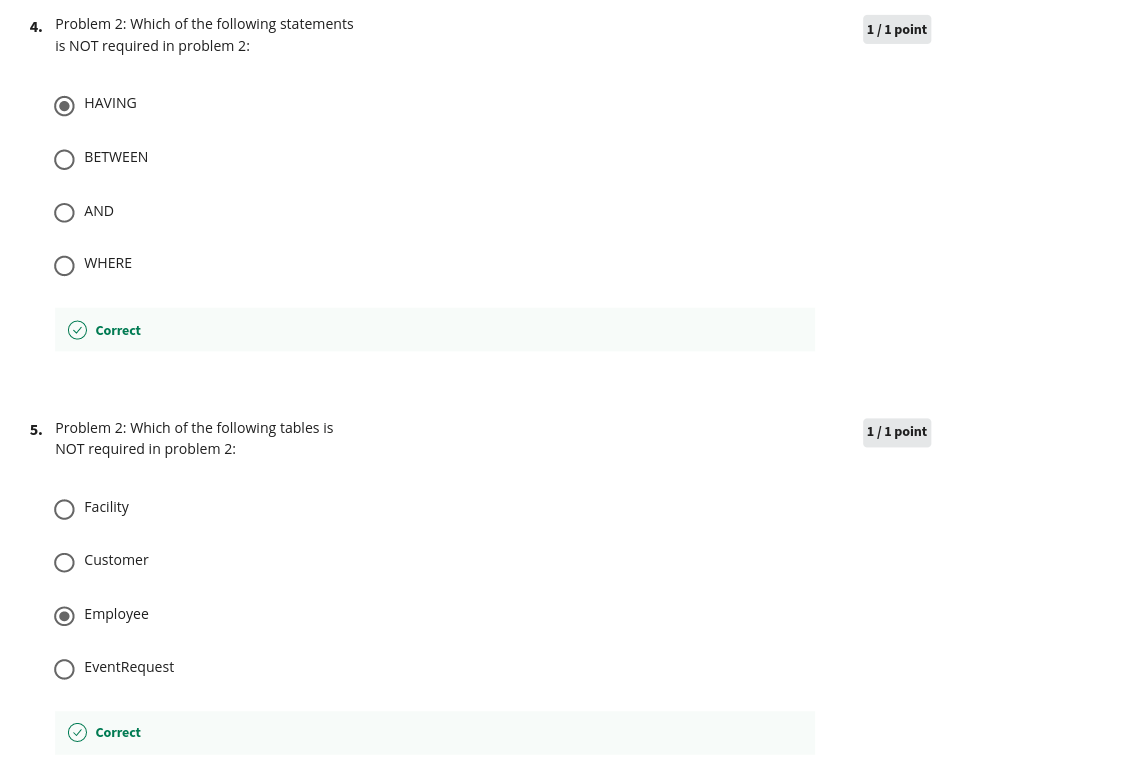 4. Problem 2: Which of the following statements
is NOT required in problem 2:
1 / 1 point
HAVING
BETWEEN
AND
WHERE
Correct
5. Problem 2: Which of the following tables is
NOT required in problem 2:
1 / 1 point
Facility
Customer
Employee
EventRequest
Correct